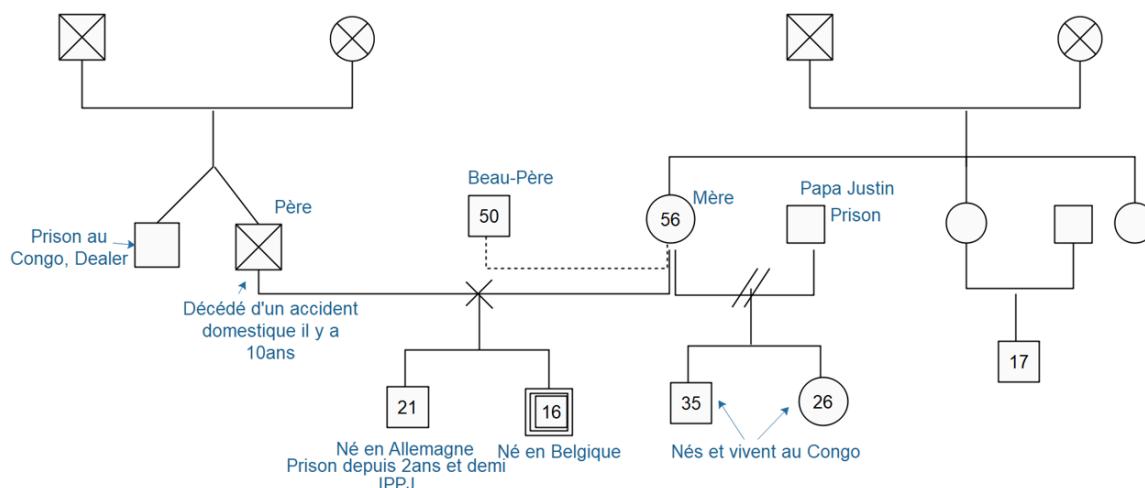 Beau-Père
50
Mère
56
Papa Justin
Prison
Père
Prison au
Congo, Dealer
Décédé d'un accident
domestique il y a
10ans
21
16
35
26
17
Né en Allemagne
Prison depuis 2ans et demi
IPPJ
Né en Belgique
Nés et vivent au Congo